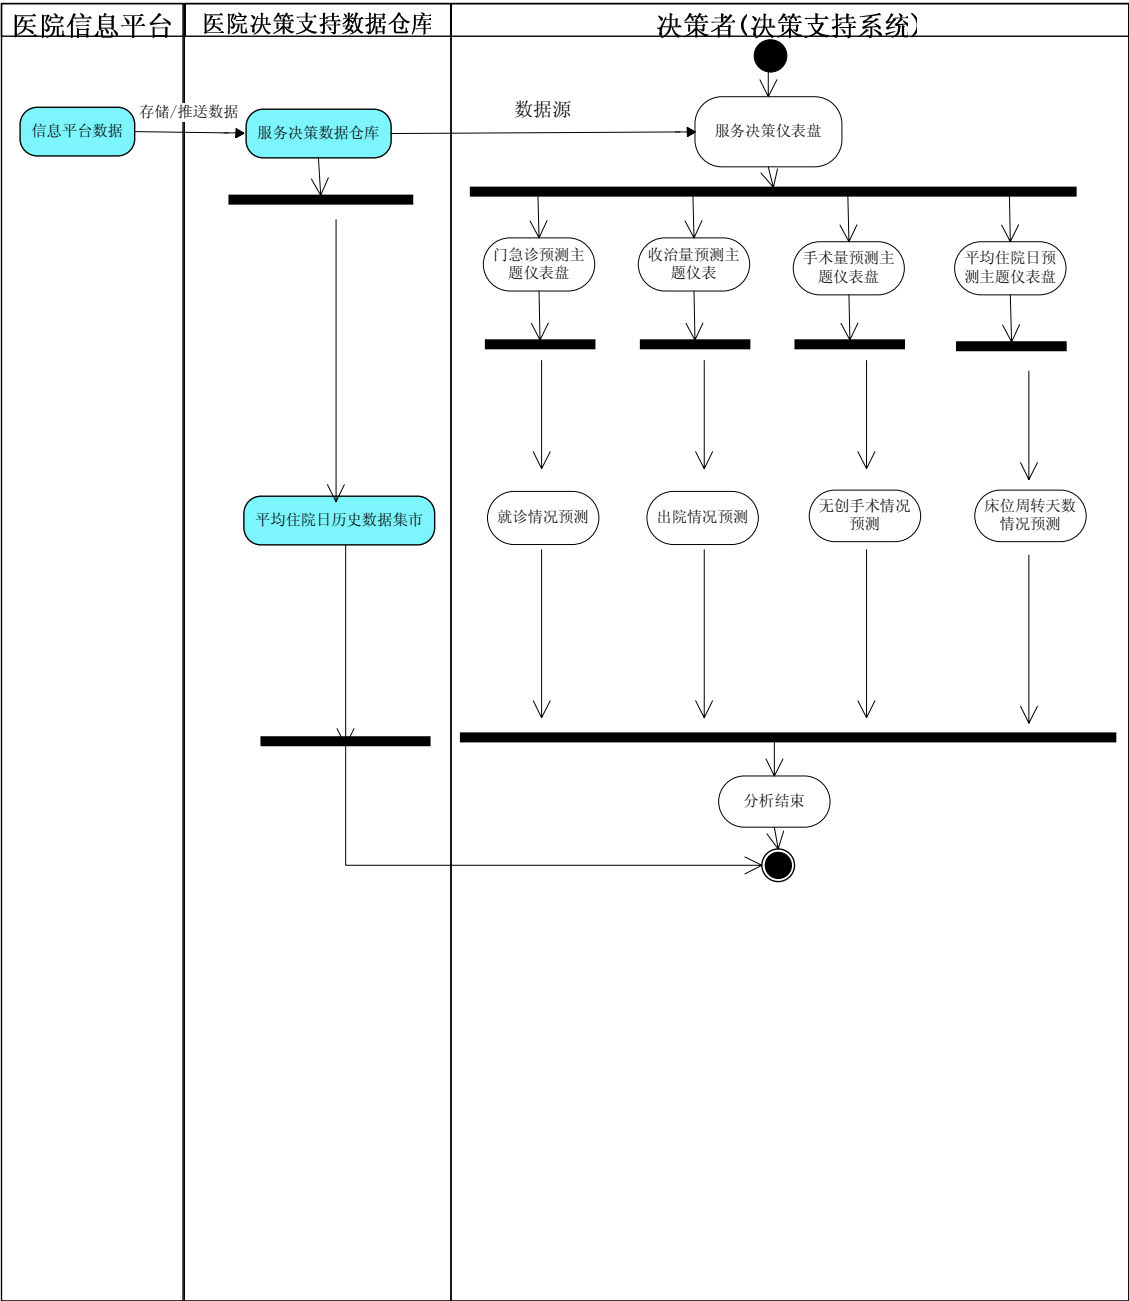 医院信息平台
医院决策支持数据仓库
决策者(决策支持系统)
信息平台数据
存储/推送数据
服务决策数据仓库
数据源
服务决策仪表盘
门急诊预测主
题仪表盘
收治量预测主
题仪表
手术量预测主
题仪表盘
平均住院日预
测主题仪表盘
平均住院日历史数据集市
就诊情况预测
出院情况预测
无创手术情况
预测
床位周转天数
情况预测
分析结束